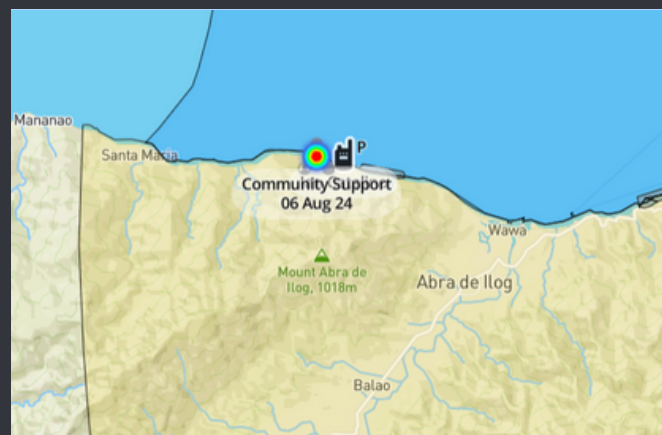 Mananao
Santa Maria
P
Community Support
06 Aug 24
Wawa
Mount Abra de
Ilog, 1018m
Abra de Ilog
Balao